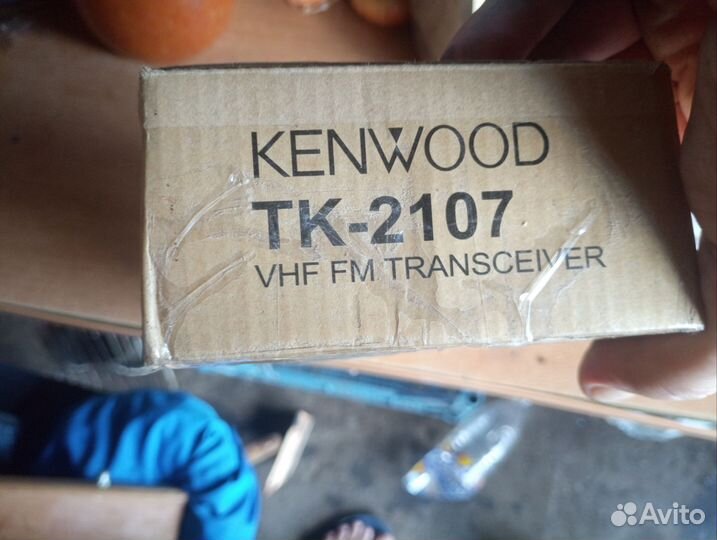 KENWOOD
TK-2107
VHF FM TRANSCEIVER
Avito